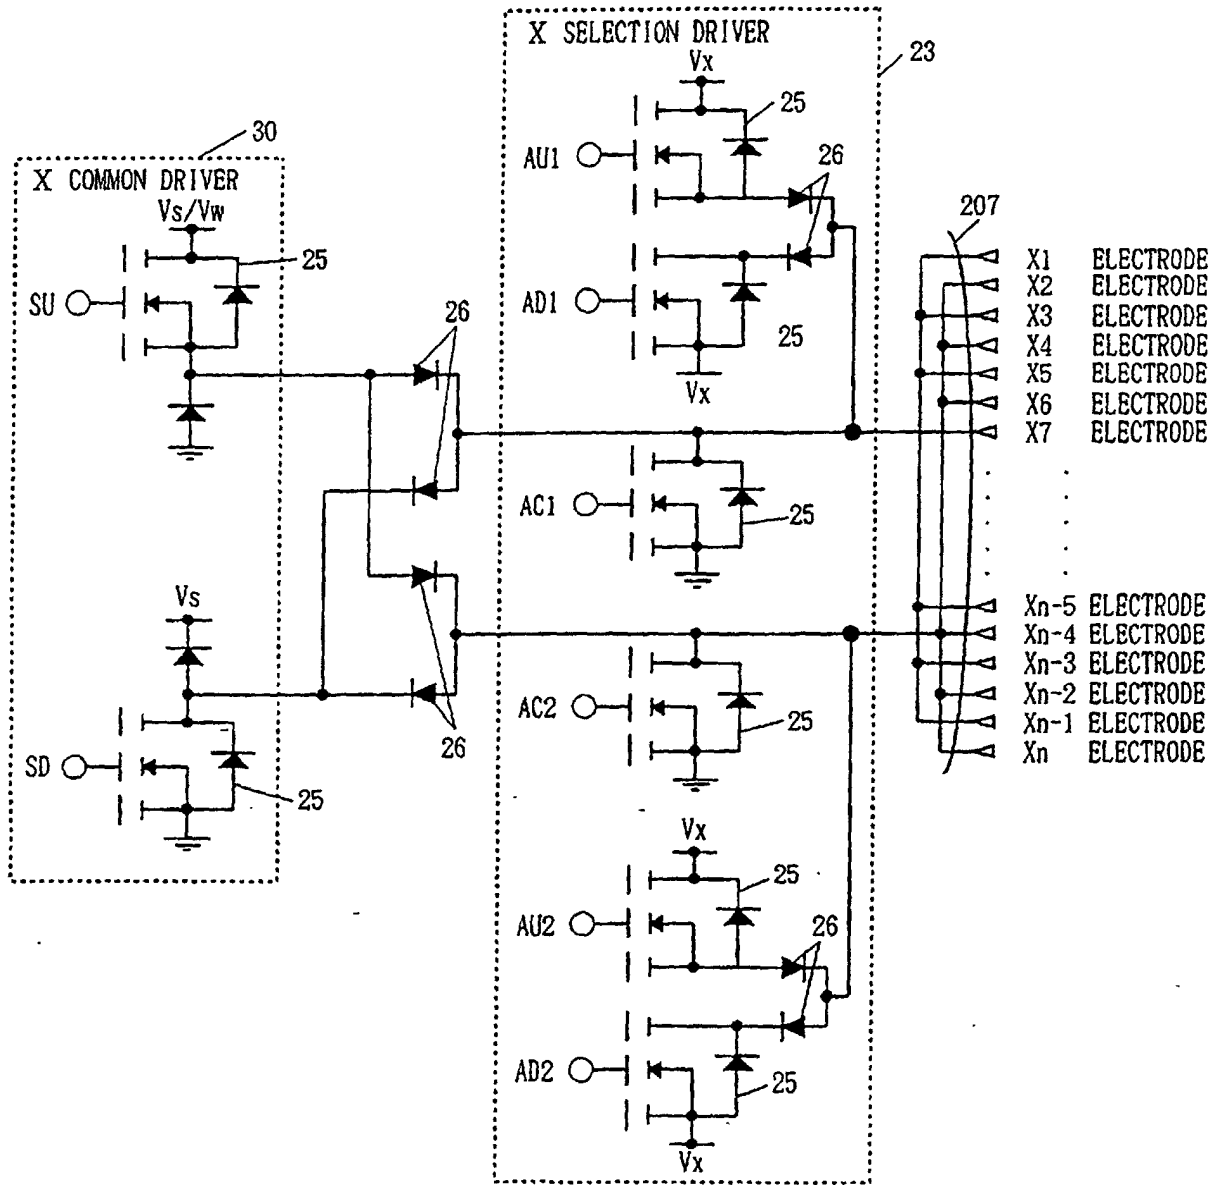 X SELECTION DRIVER
23
Vx
25
AU1
26
AD1
25
Vx
30
X COMMON DRIVER
Vs/Vw
25
SU
26
AC1
25
Vs
SD
25
26
AC2
25
Vx
25
AU2
26
AD2
25
Vx
207
X1 ELECTRODE
X2 ELECTRODE
X3 ELECTRODE
X4 ELECTRODE
X5 ELECTRODE
X6 ELECTRODE
X7 ELECTRODE
Xn-5 ELECTRODE
Xn-4 ELECTRODE
Xn-3 ELECTRODE
Xn-2 ELECTRODE
Xn-1 ELECTRODE
Xn ELECTRODE